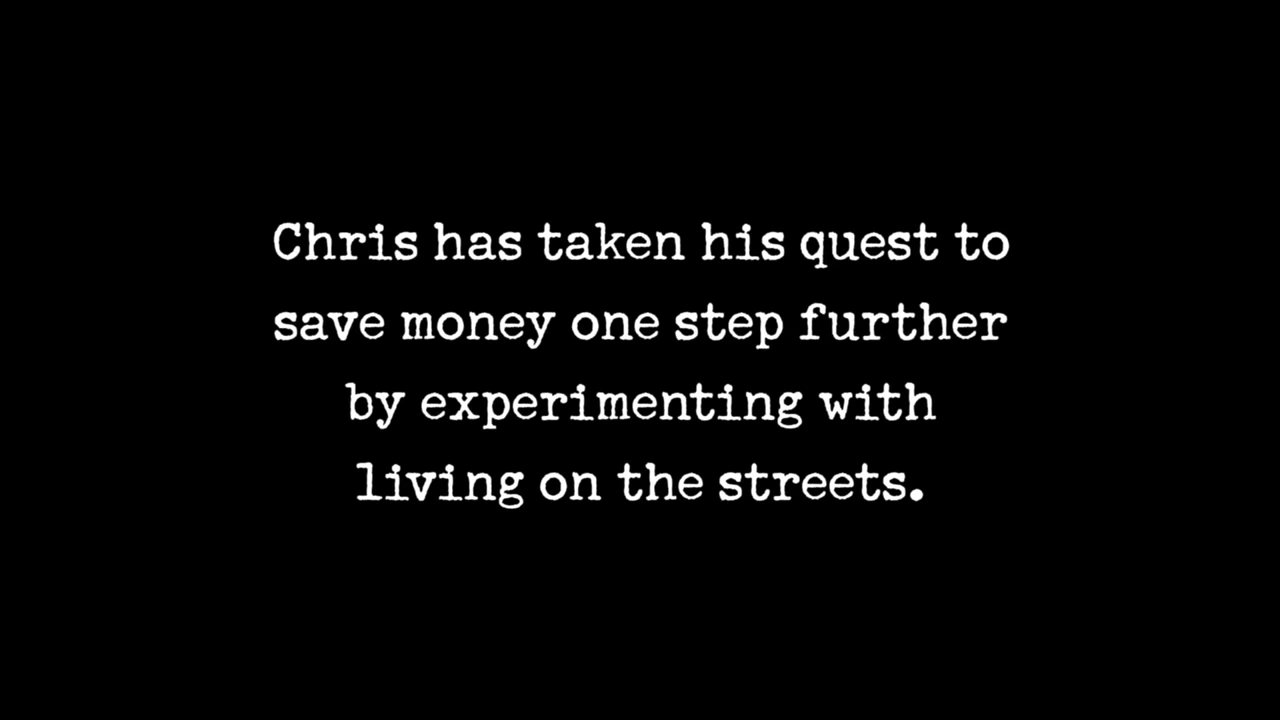 Chris has taken his quest to
save money one step further
by experimenting with
living on the streets.